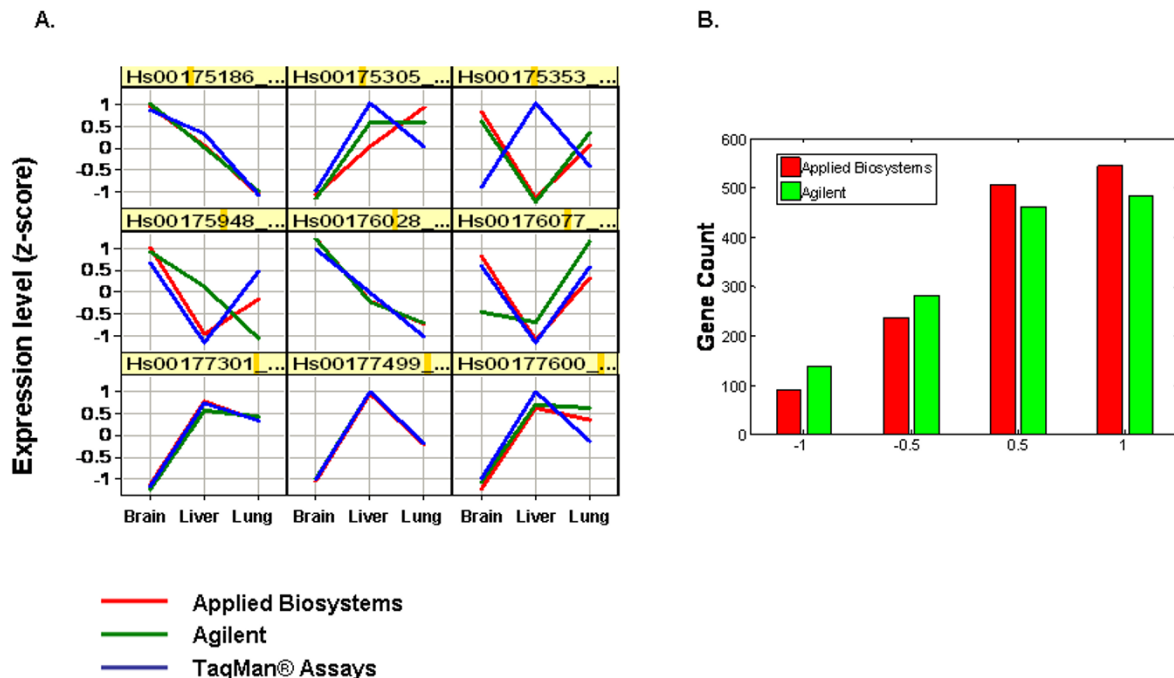 A.
B.
Hs00175186_...
Hs00175305_...
Hs00175353_...
1
0.5
0
-0.5
-1
Hs00175948_...
Hs00176028_...
Hs00176077_...
1
0.5
0
-0.5
-1
Hs00177301_...
Hs00177499_...
Hs00177600_...
1
0.5
0
-0.5
-1
Brain Liver Lung
Brain Liver Lung
Brain Liver Lung
Expression level (z-score)
Applied Biosystems
Agilent
TaqMan® Assays
600
500
400
300
200
100
0
Gene Count
Applied Biosystems
Agilent
-1
-0.5
0.5
1